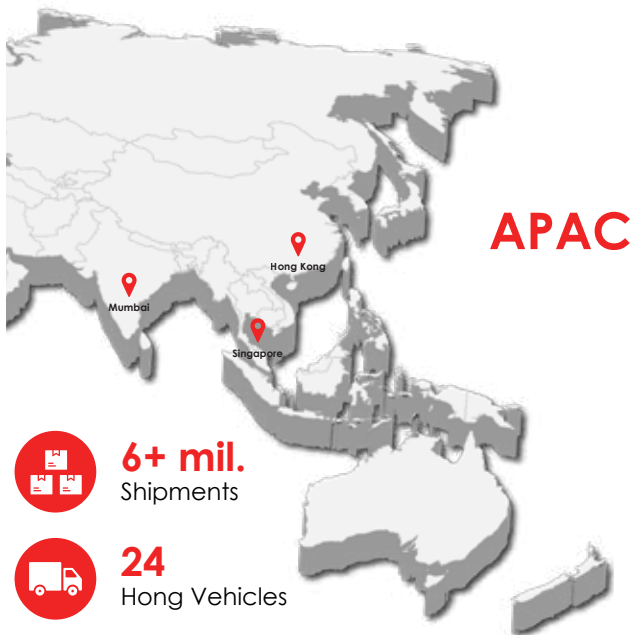 APAC
Hong Kong
Mumbai
Singapore
6+ mil.
Shipments
24
Hong Vehicles